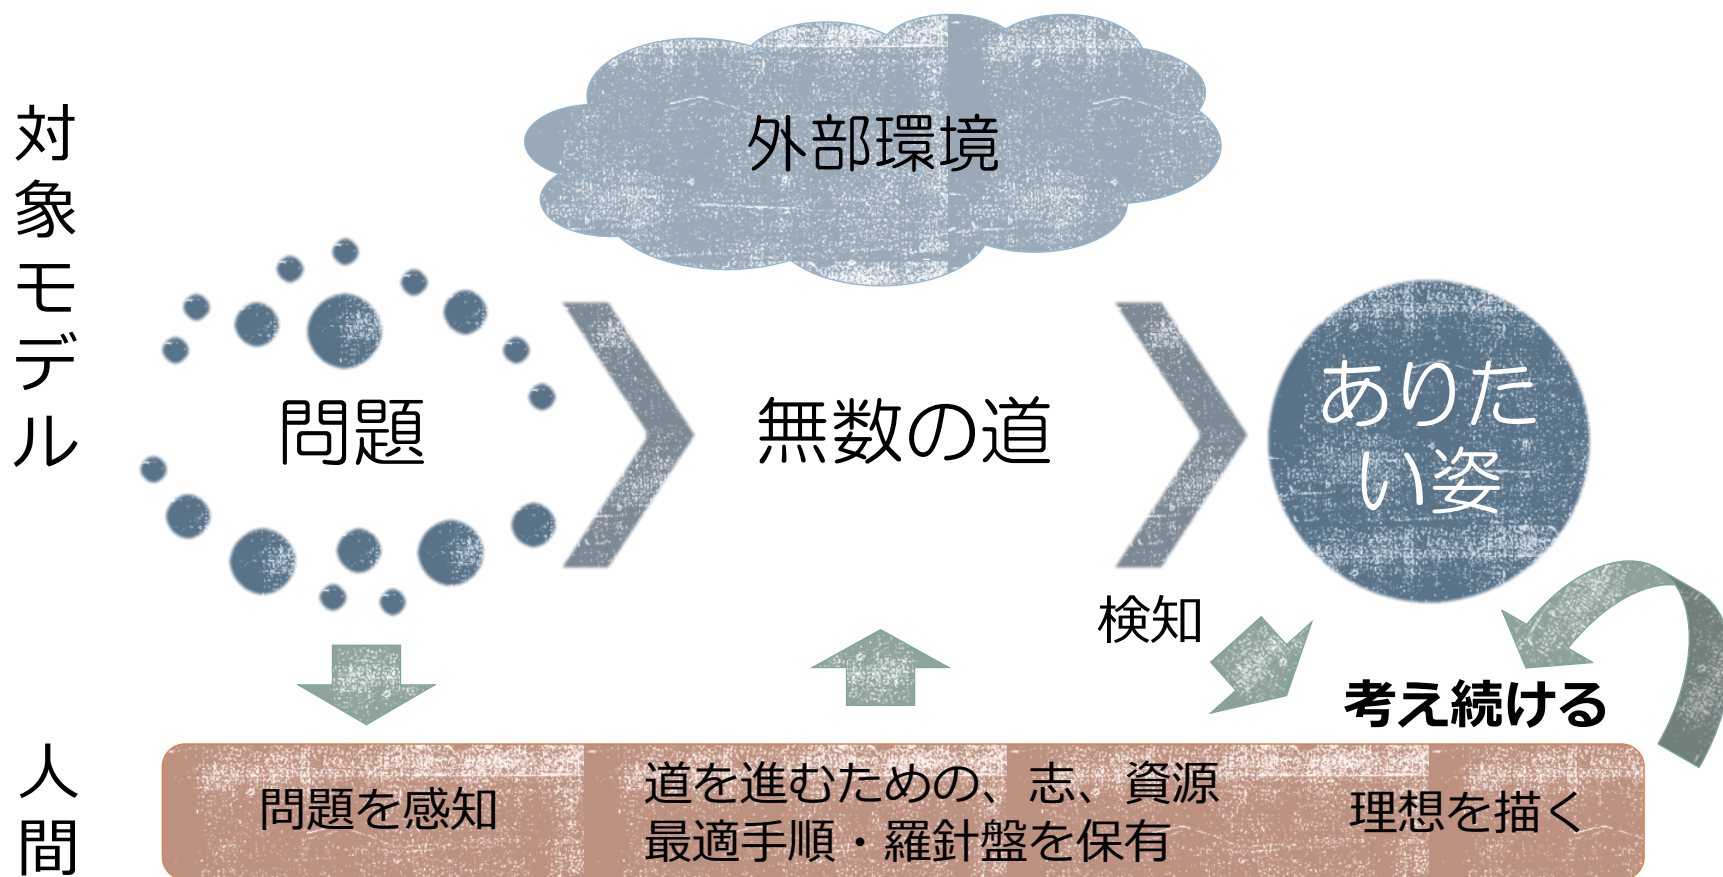 対象モデル
外部環境
問題
無数の道
ありた
い姿
検知
考え続ける
人間
問題を感知
道を進むための、志、資源
最適手順・羅針盤を保有
理想を描く